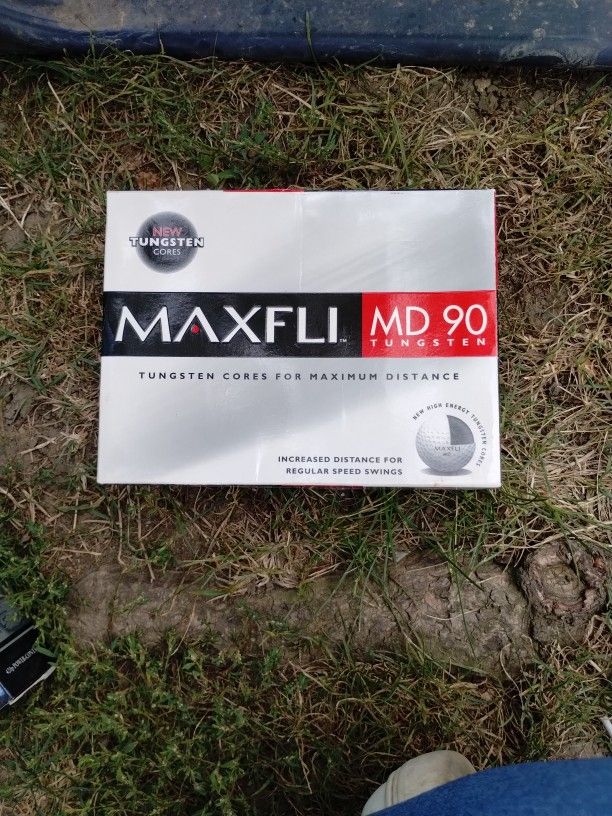 NEW
TUNGSTEN
CORES
MAXFLI™ MD 90
TUNGSTEN
TUNGSTEN CORES FOR MAXIMUM DISTANCE
NEW HIGH ENERGY TUNGSTEN CORES
MAXFLI
INCREASED DISTANCE FOR
REGULAR SPEED SWINGS